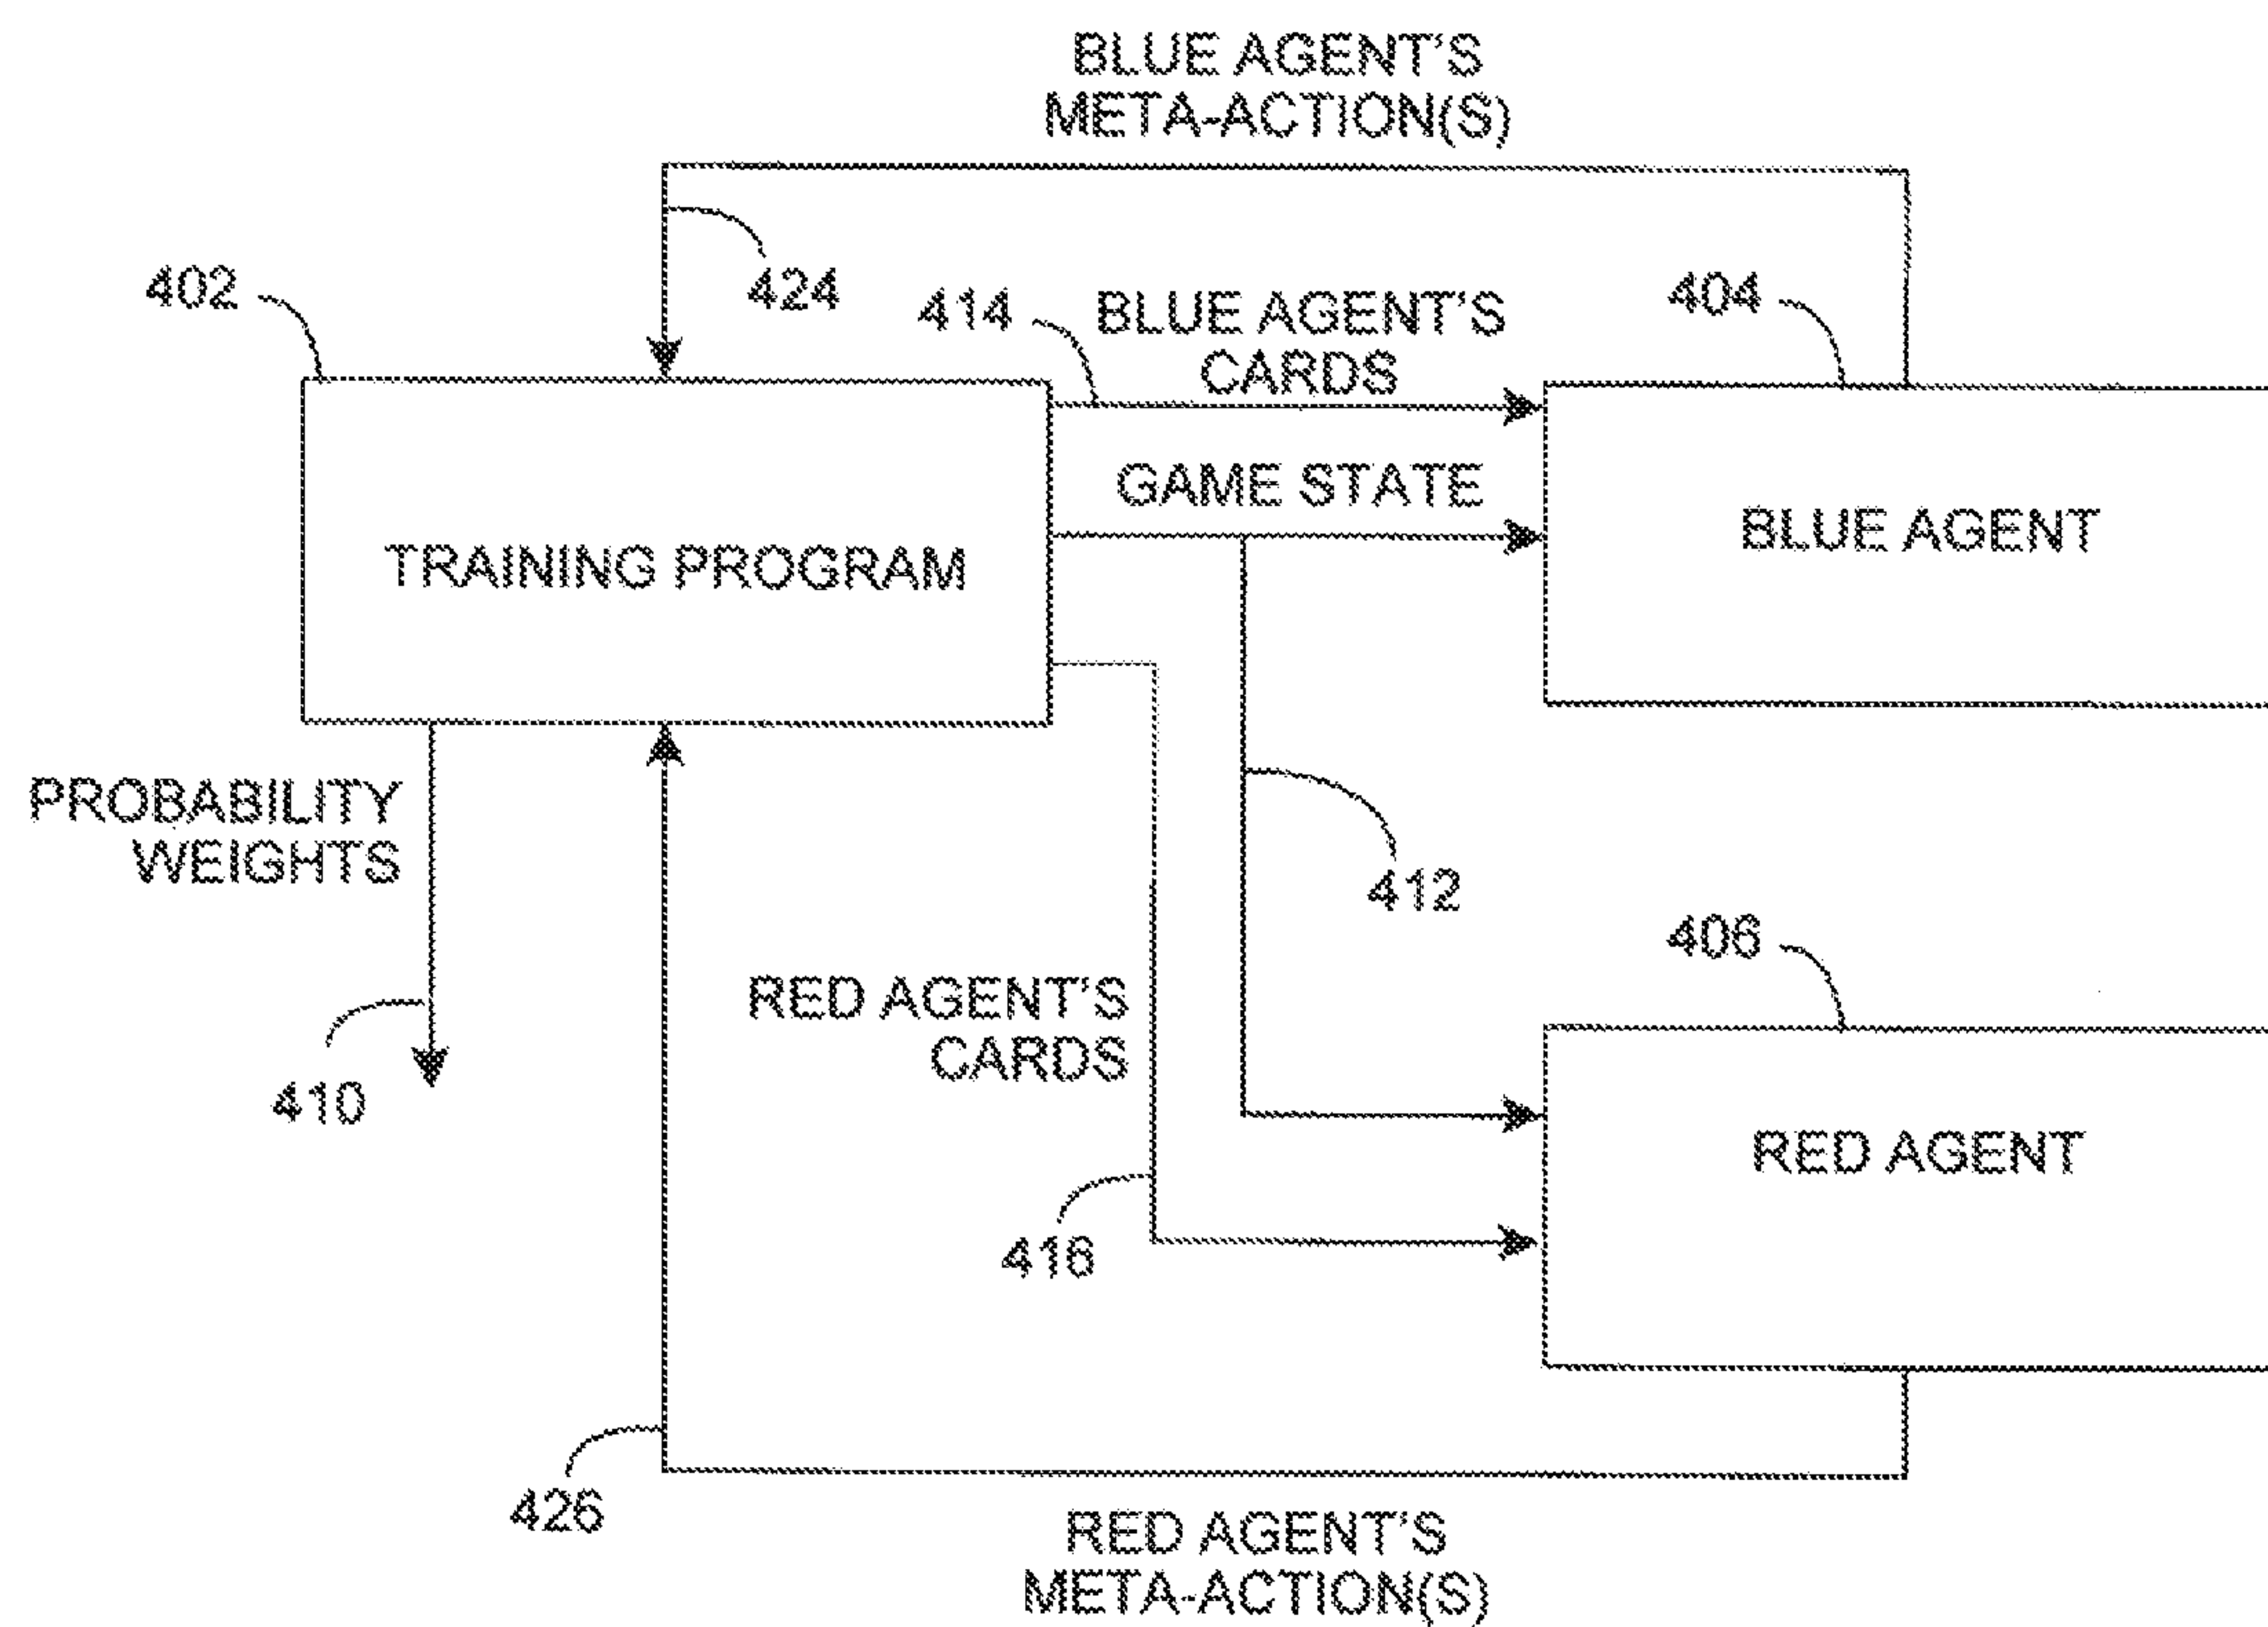 BLUE AGENT'S
META-ACTION(S)
402
424
414
BLUE AGENT'S
CARDS
404
GAME STATE
TRAINING PROGRAM
BLUE AGENT
PROBABILITY
WEIGHTS
412
406
RED AGENT'S
CARDS
410
RED AGENT
416
426
RED AGENT'S
META-ACTION(S)